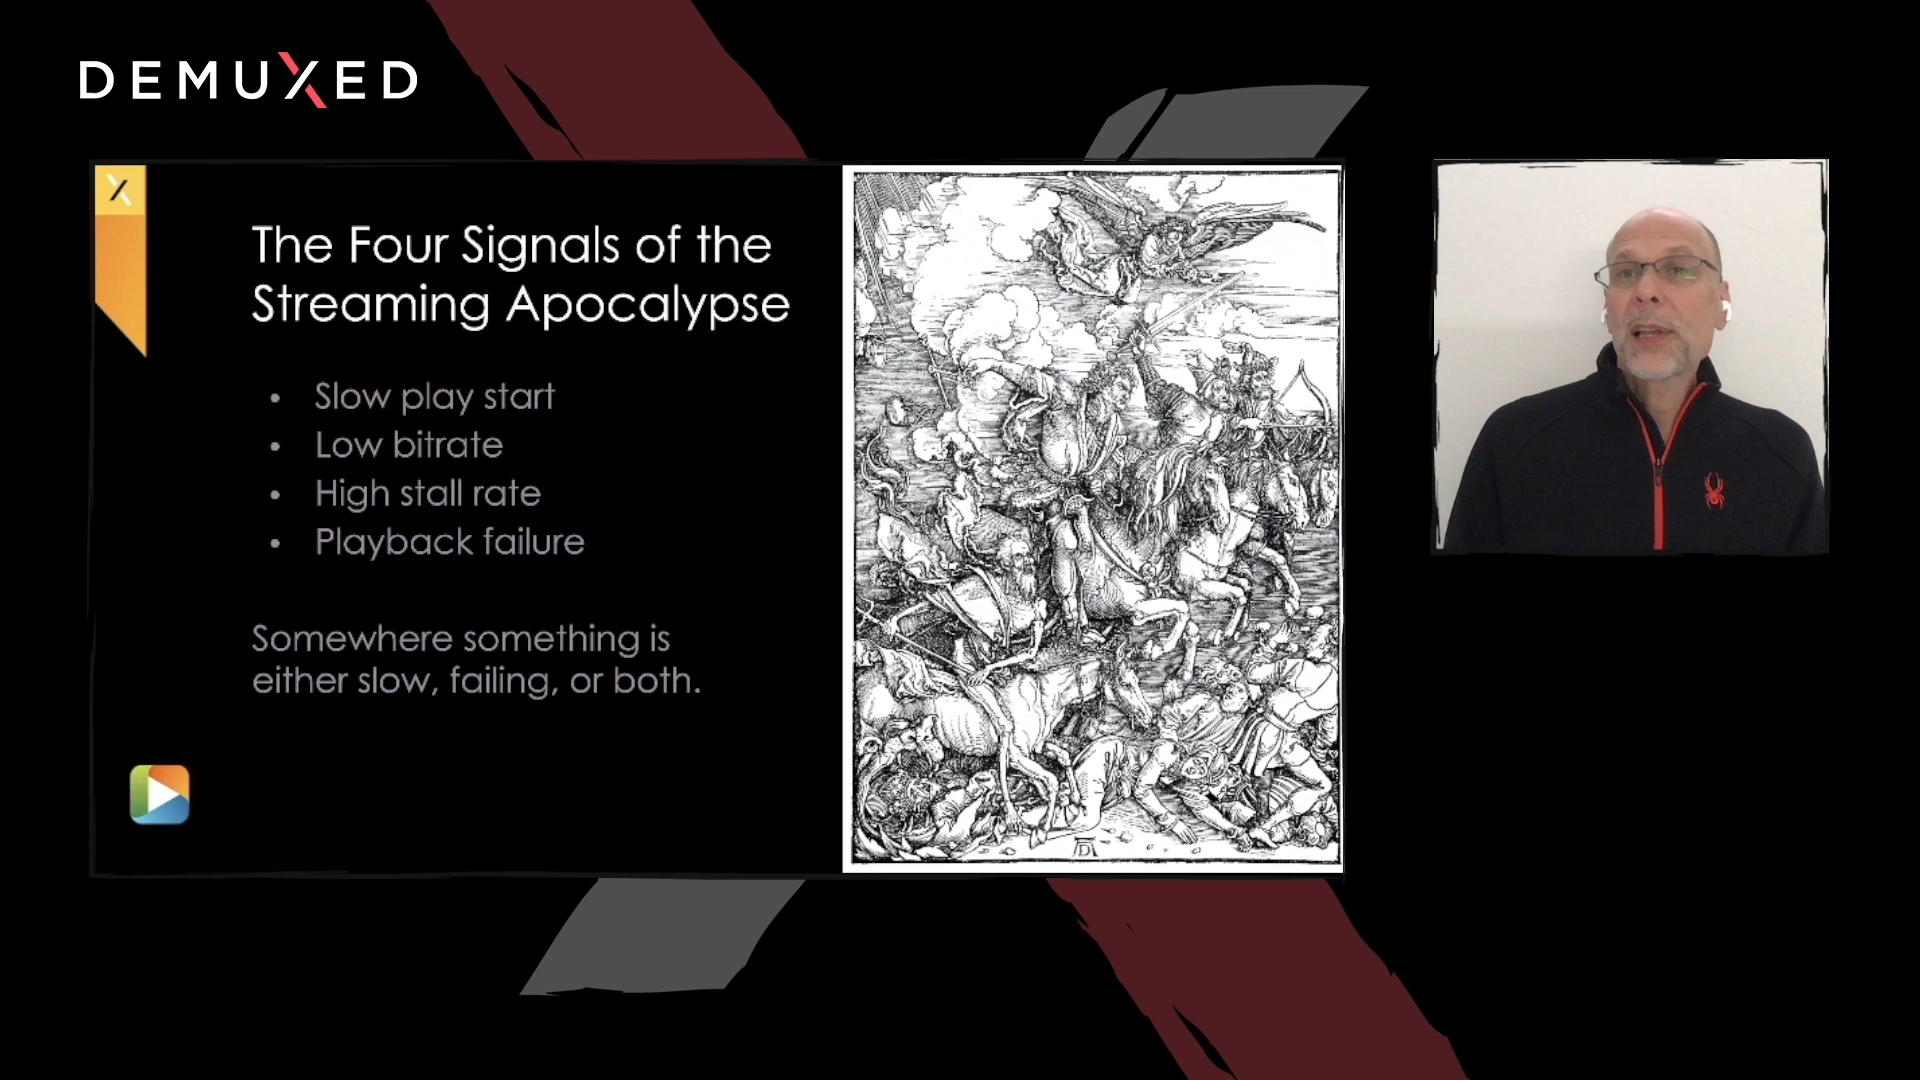 DEMUXED
X
The Four Signals of the
Streaming Apocalypse
• Slow play start
• Low bitrate
• High stall rate
• Playback failure
Somewhere something is
either slow, failing, or both.
AD